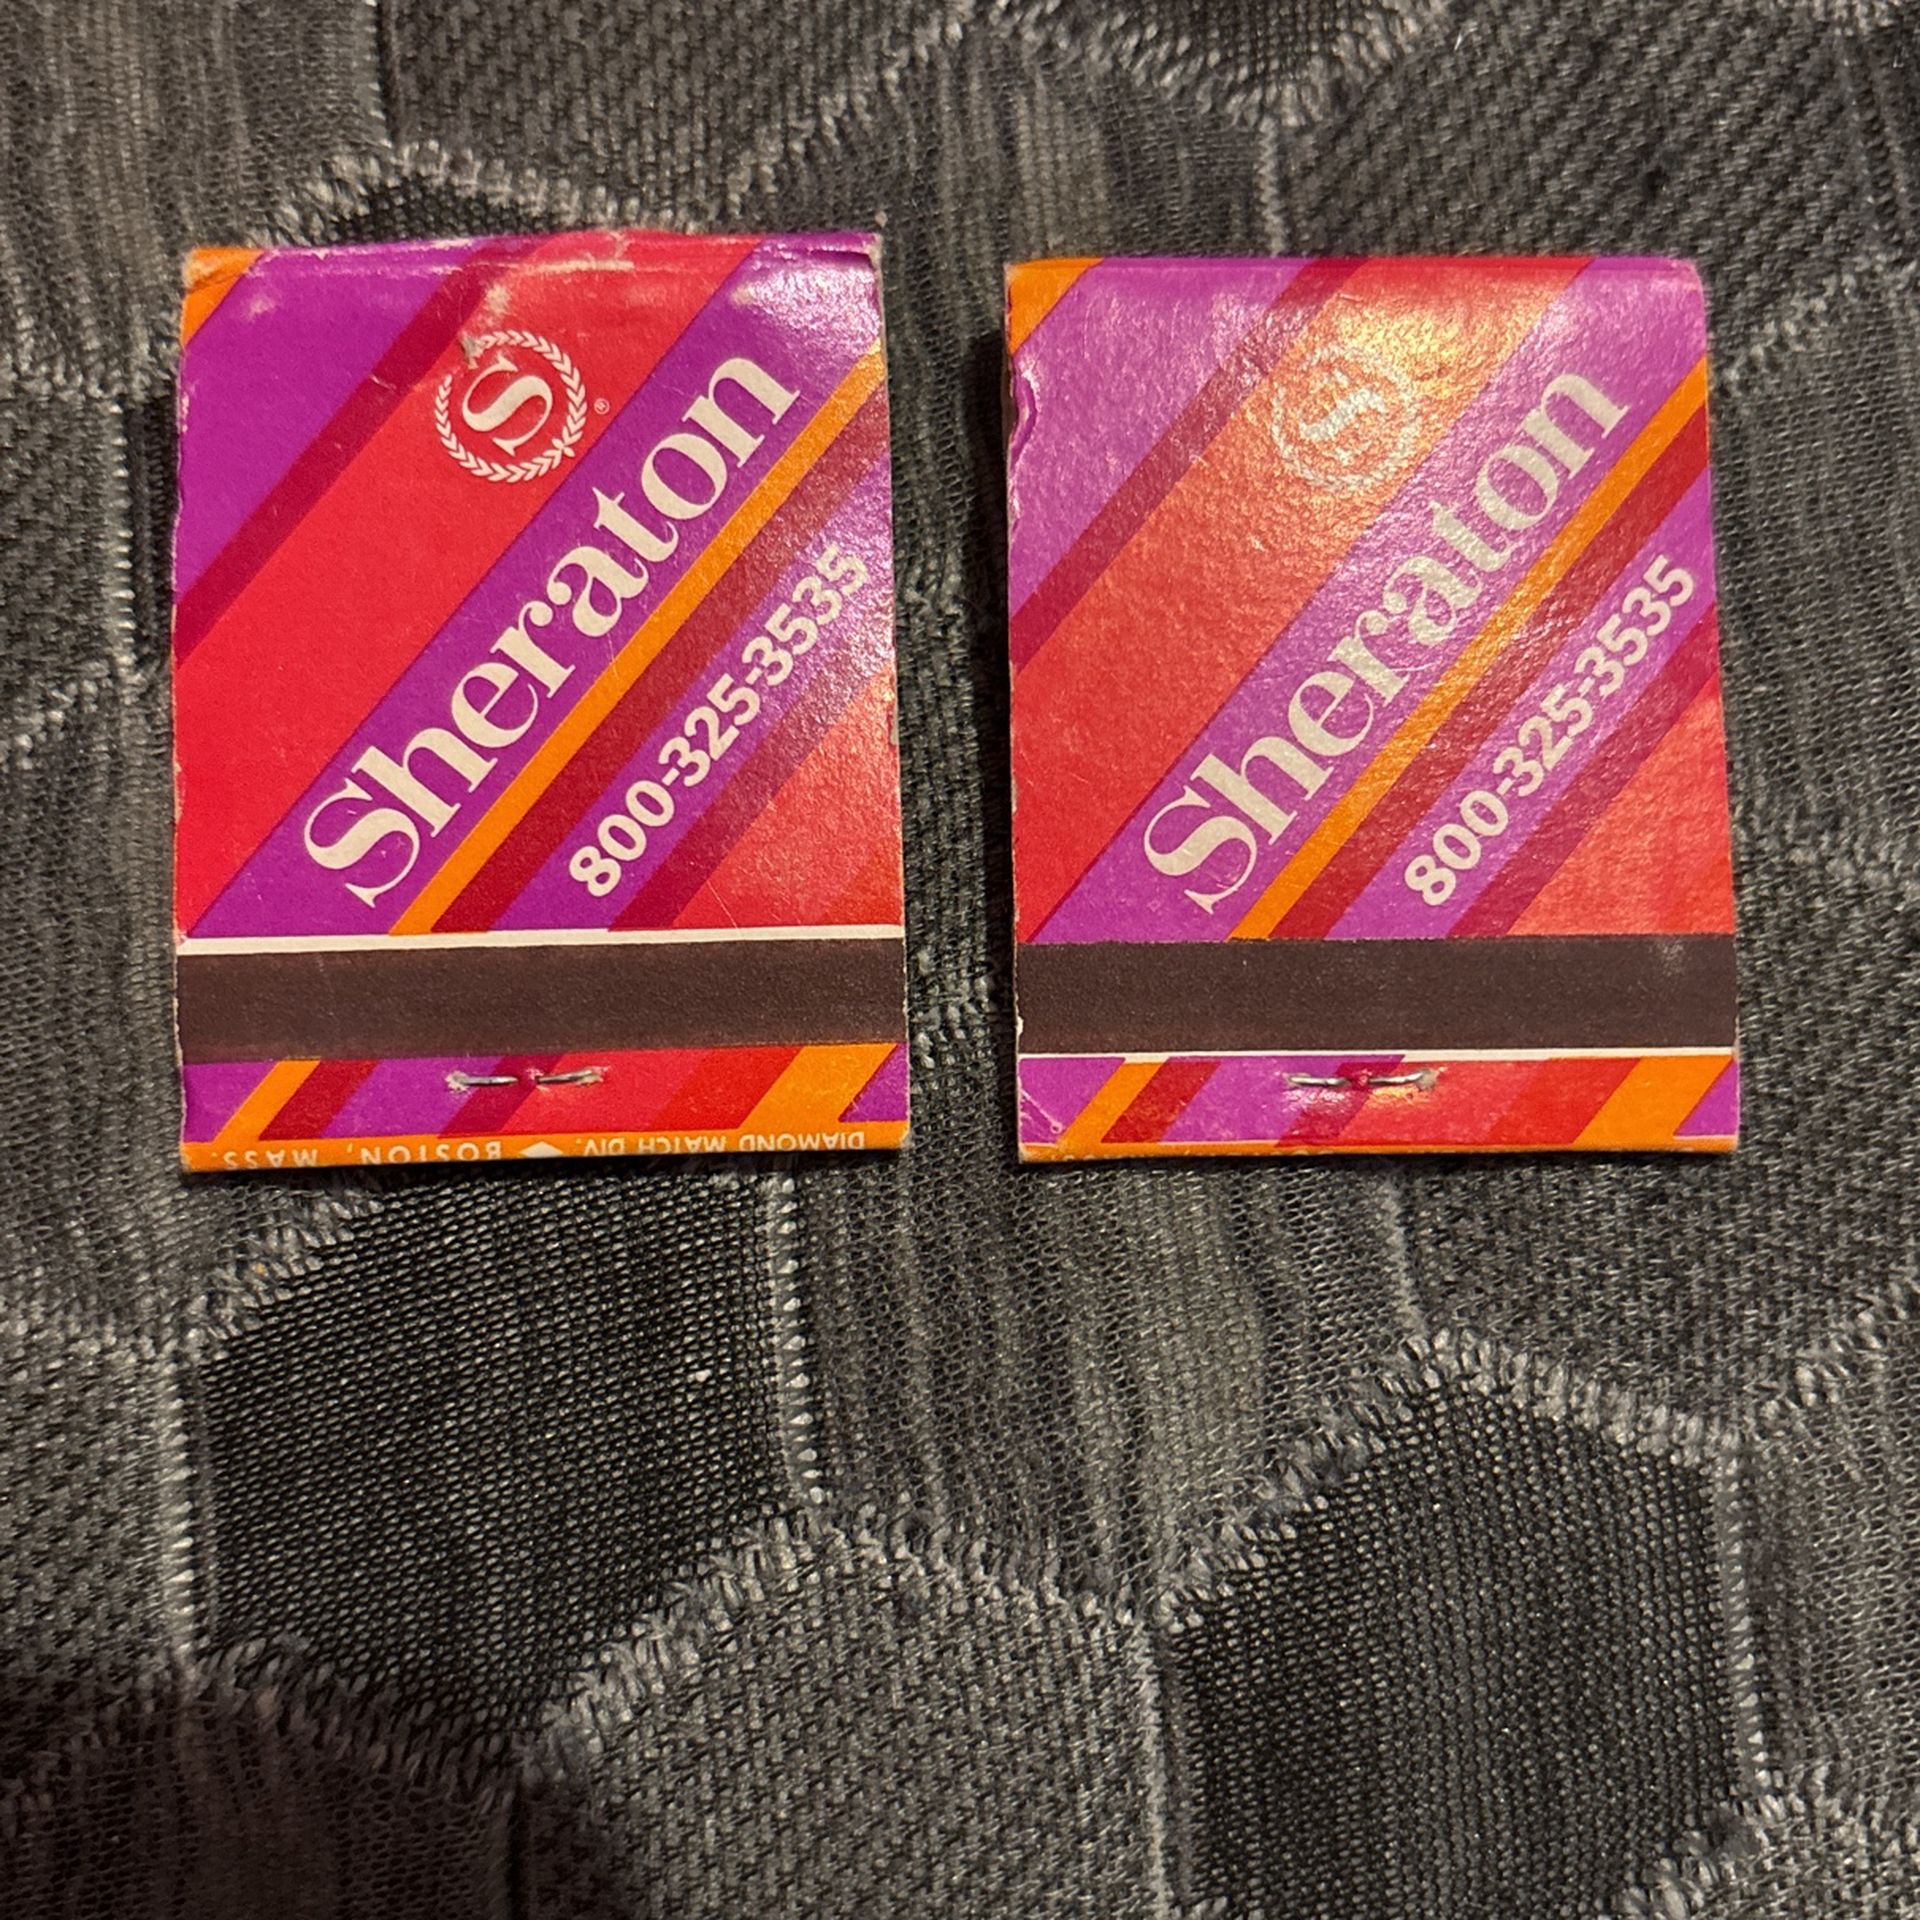 S®
Sheraton
800-325-3535
DIAMOND MATCH DIV. BOSTON, MASS.
S
Sheraton
800-325-3535